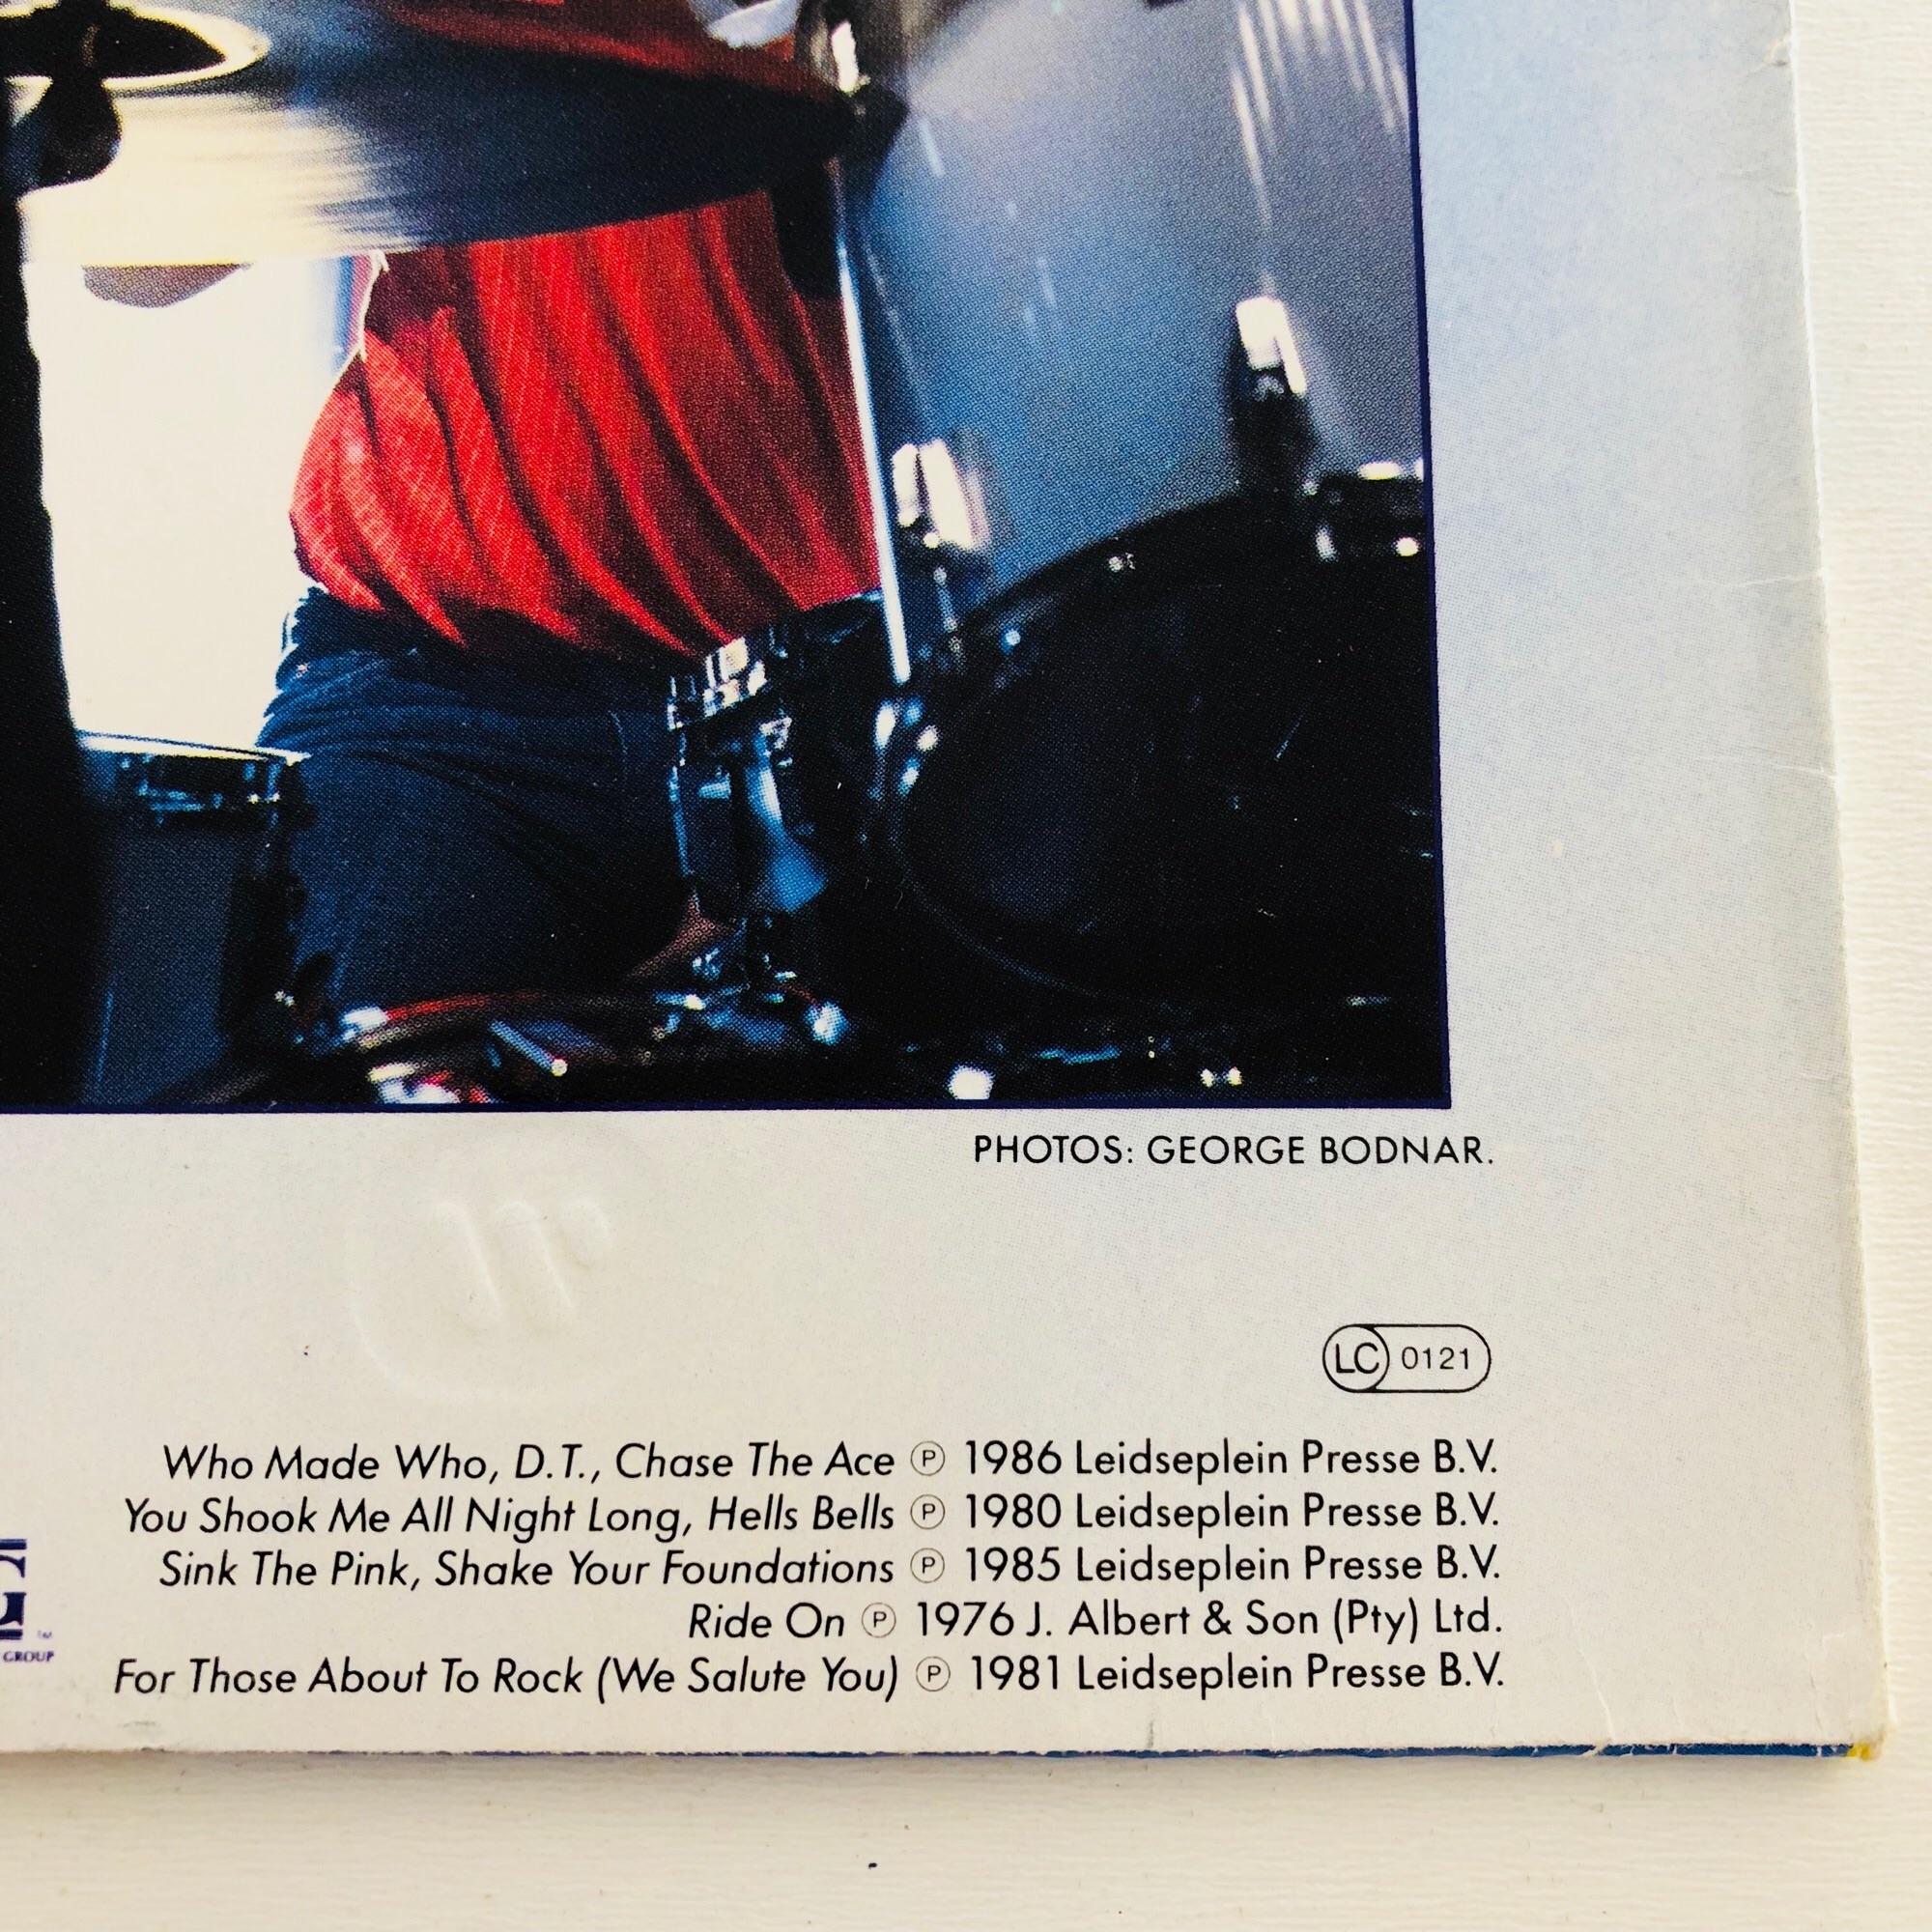 PHOTOS: GEORGE BODNAR.
LC 0121
Who Made Who, D.T., Chase The Ace Ⓟ 1986 Leidseplein Presse B.V.
You Shook Me All Night Long, Hells Bells Ⓟ 1980 Leidseplein Presse B.V.
Sink The Pink, Shake Your Foundations Ⓟ 1985 Leidseplein Presse B.V.
Ride On Ⓟ 1976 J. Albert & Son (Pty) Ltd.
For Those About To Rock (We Salute You) Ⓟ 1981 Leidseplein Presse B.V.
G ™
GROUP